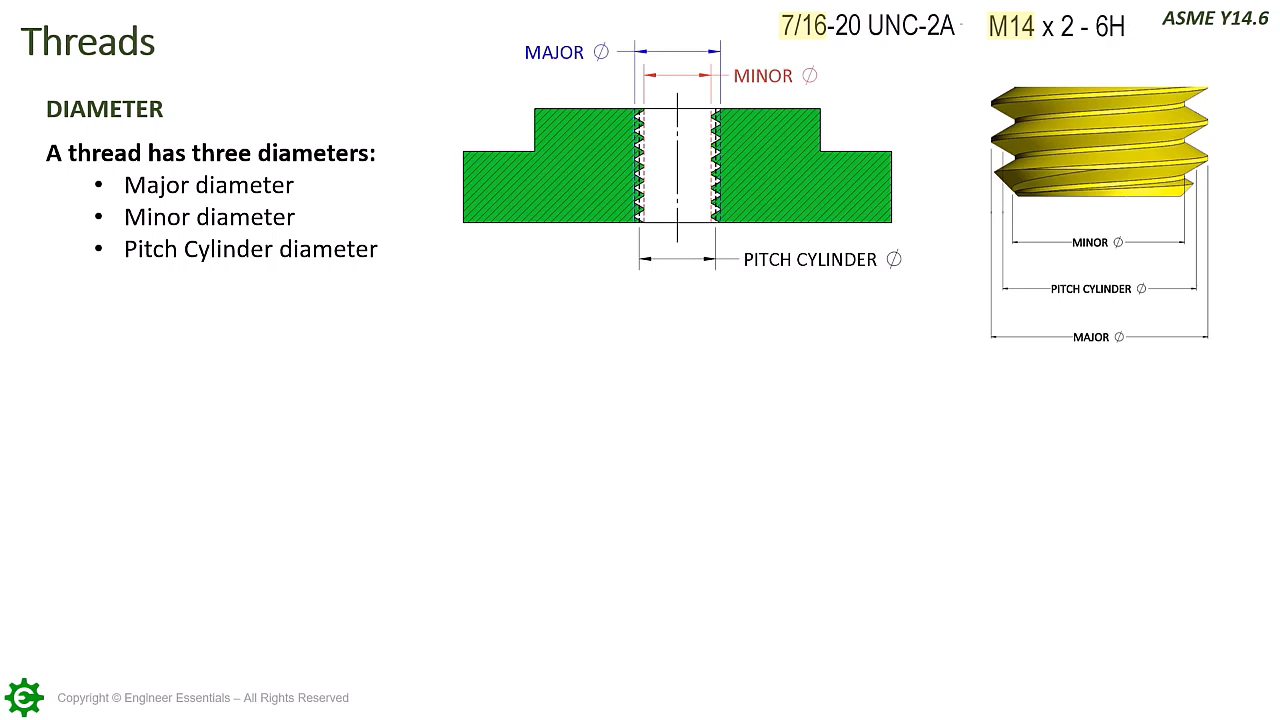 Threads
7/16-20 UNC-2A
M14 x 2 - 6H
ASME Y14.6
MAJOR ∅
MINOR ∅
DIAMETER
A thread has three diameters:
• Major diameter
• Minor diameter
• Pitch Cylinder diameter
PITCH CYLINDER ∅
MINOR ∅
PITCH CYLINDER ∅
MAJOR ∅
Copyright © Engineer Essentials – All Rights Reserved